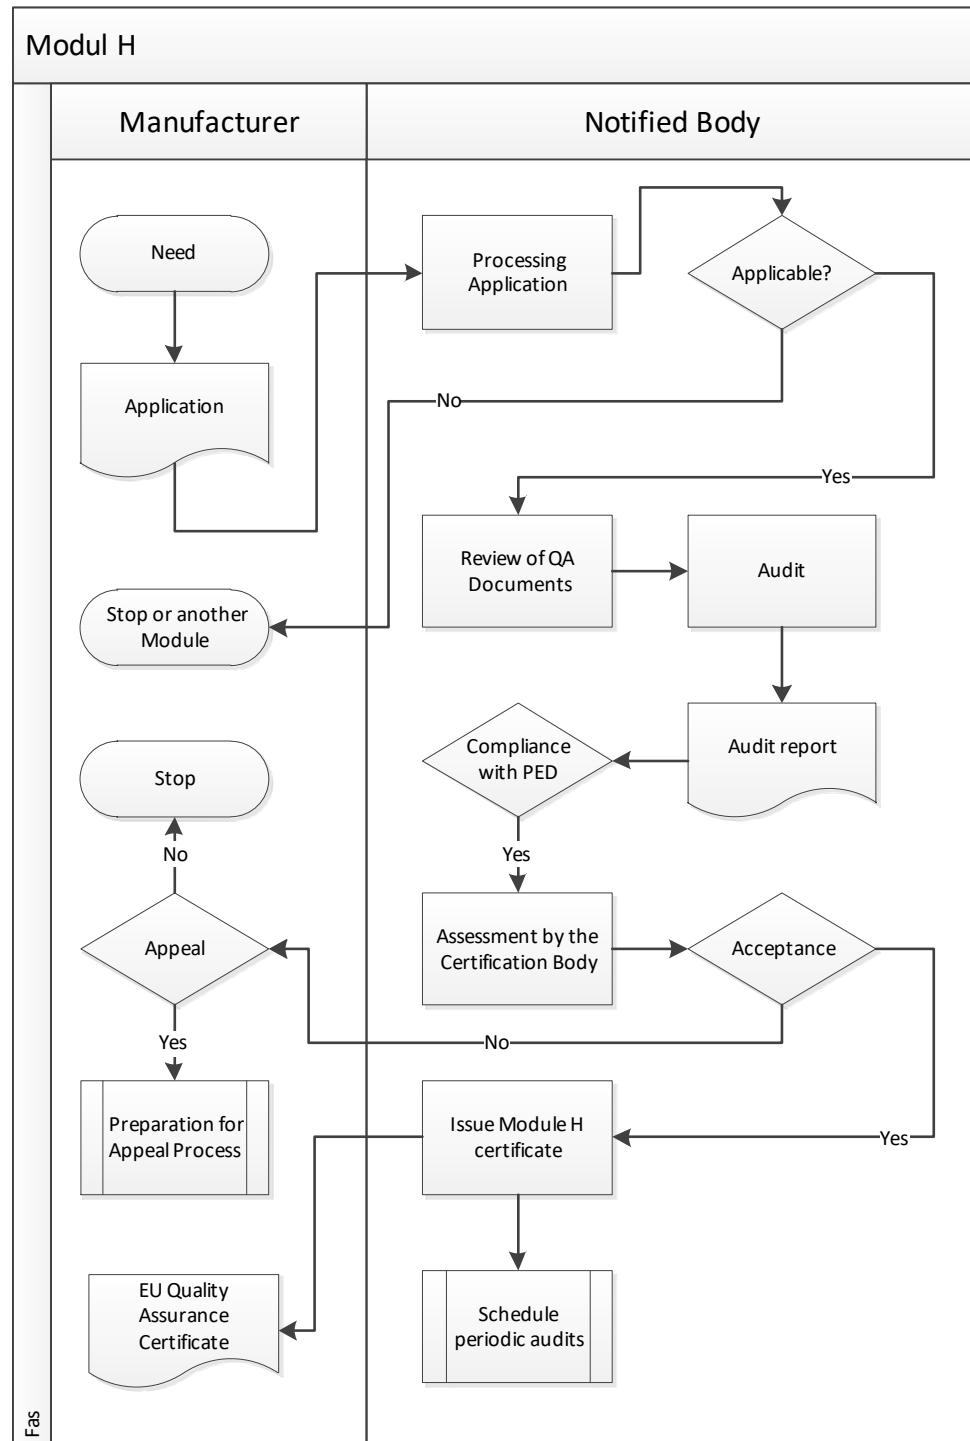 Modul H
Manufacturer
Notified Body
Need
Processing
Application
Applicable?
Application
No
Yes
Review of QA
Documents
Audit
Stop or another
Module
Compliance
with PED
Audit report
Stop
No
Yes
Appeal
Assessment by the
Certification Body
Acceptance
Yes
No
Preparation for
Appeal Process
Issue Module H
certificate
Yes
EU Quality
Assurance
Certificate
Schedule
periodic audits
Fas